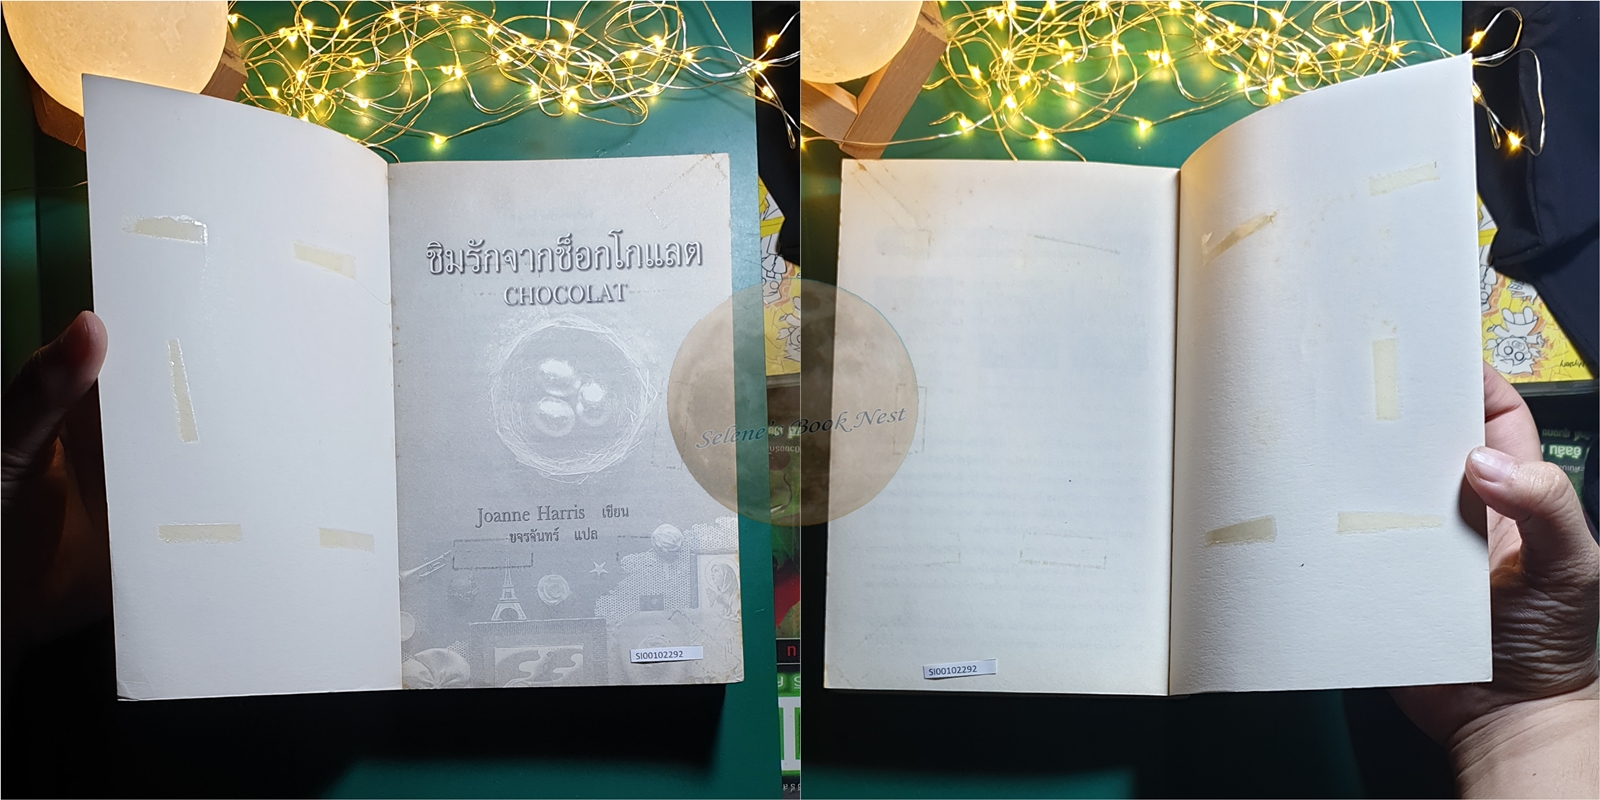 ชิมรักจากช็อกโกแลต
CHOCOLAT
Joanne Harris เขียน
ขจรจันทร์ แปล
SI00102292
Selene's Book Nest
SI00102292
Mystery